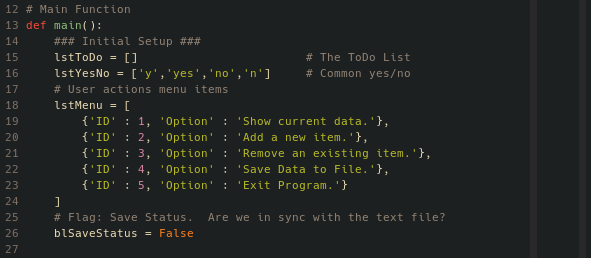 12 # Main Function
13 def main():
14     ### Initial Setup ###
15     lstToDo = []                        # The ToDo List
16     lstYesNo = ['y','yes','no','n']     # Common yes/no
17     # User actions menu items
18     lstMenu = [
19         {'ID' : 1, 'Option' : 'Show current data.'},
20         {'ID' : 2, 'Option' : 'Add a new item.'},
21         {'ID' : 3, 'Option' : 'Remove an existing item.'},
22         {'ID' : 4, 'Option' : 'Save Data to File.'},
23         {'ID' : 5, 'Option' : 'Exit Program.'}
24     ]
25     # Flag: Save Status.  Are we in sync with the text file?
26     blSaveStatus = False
27